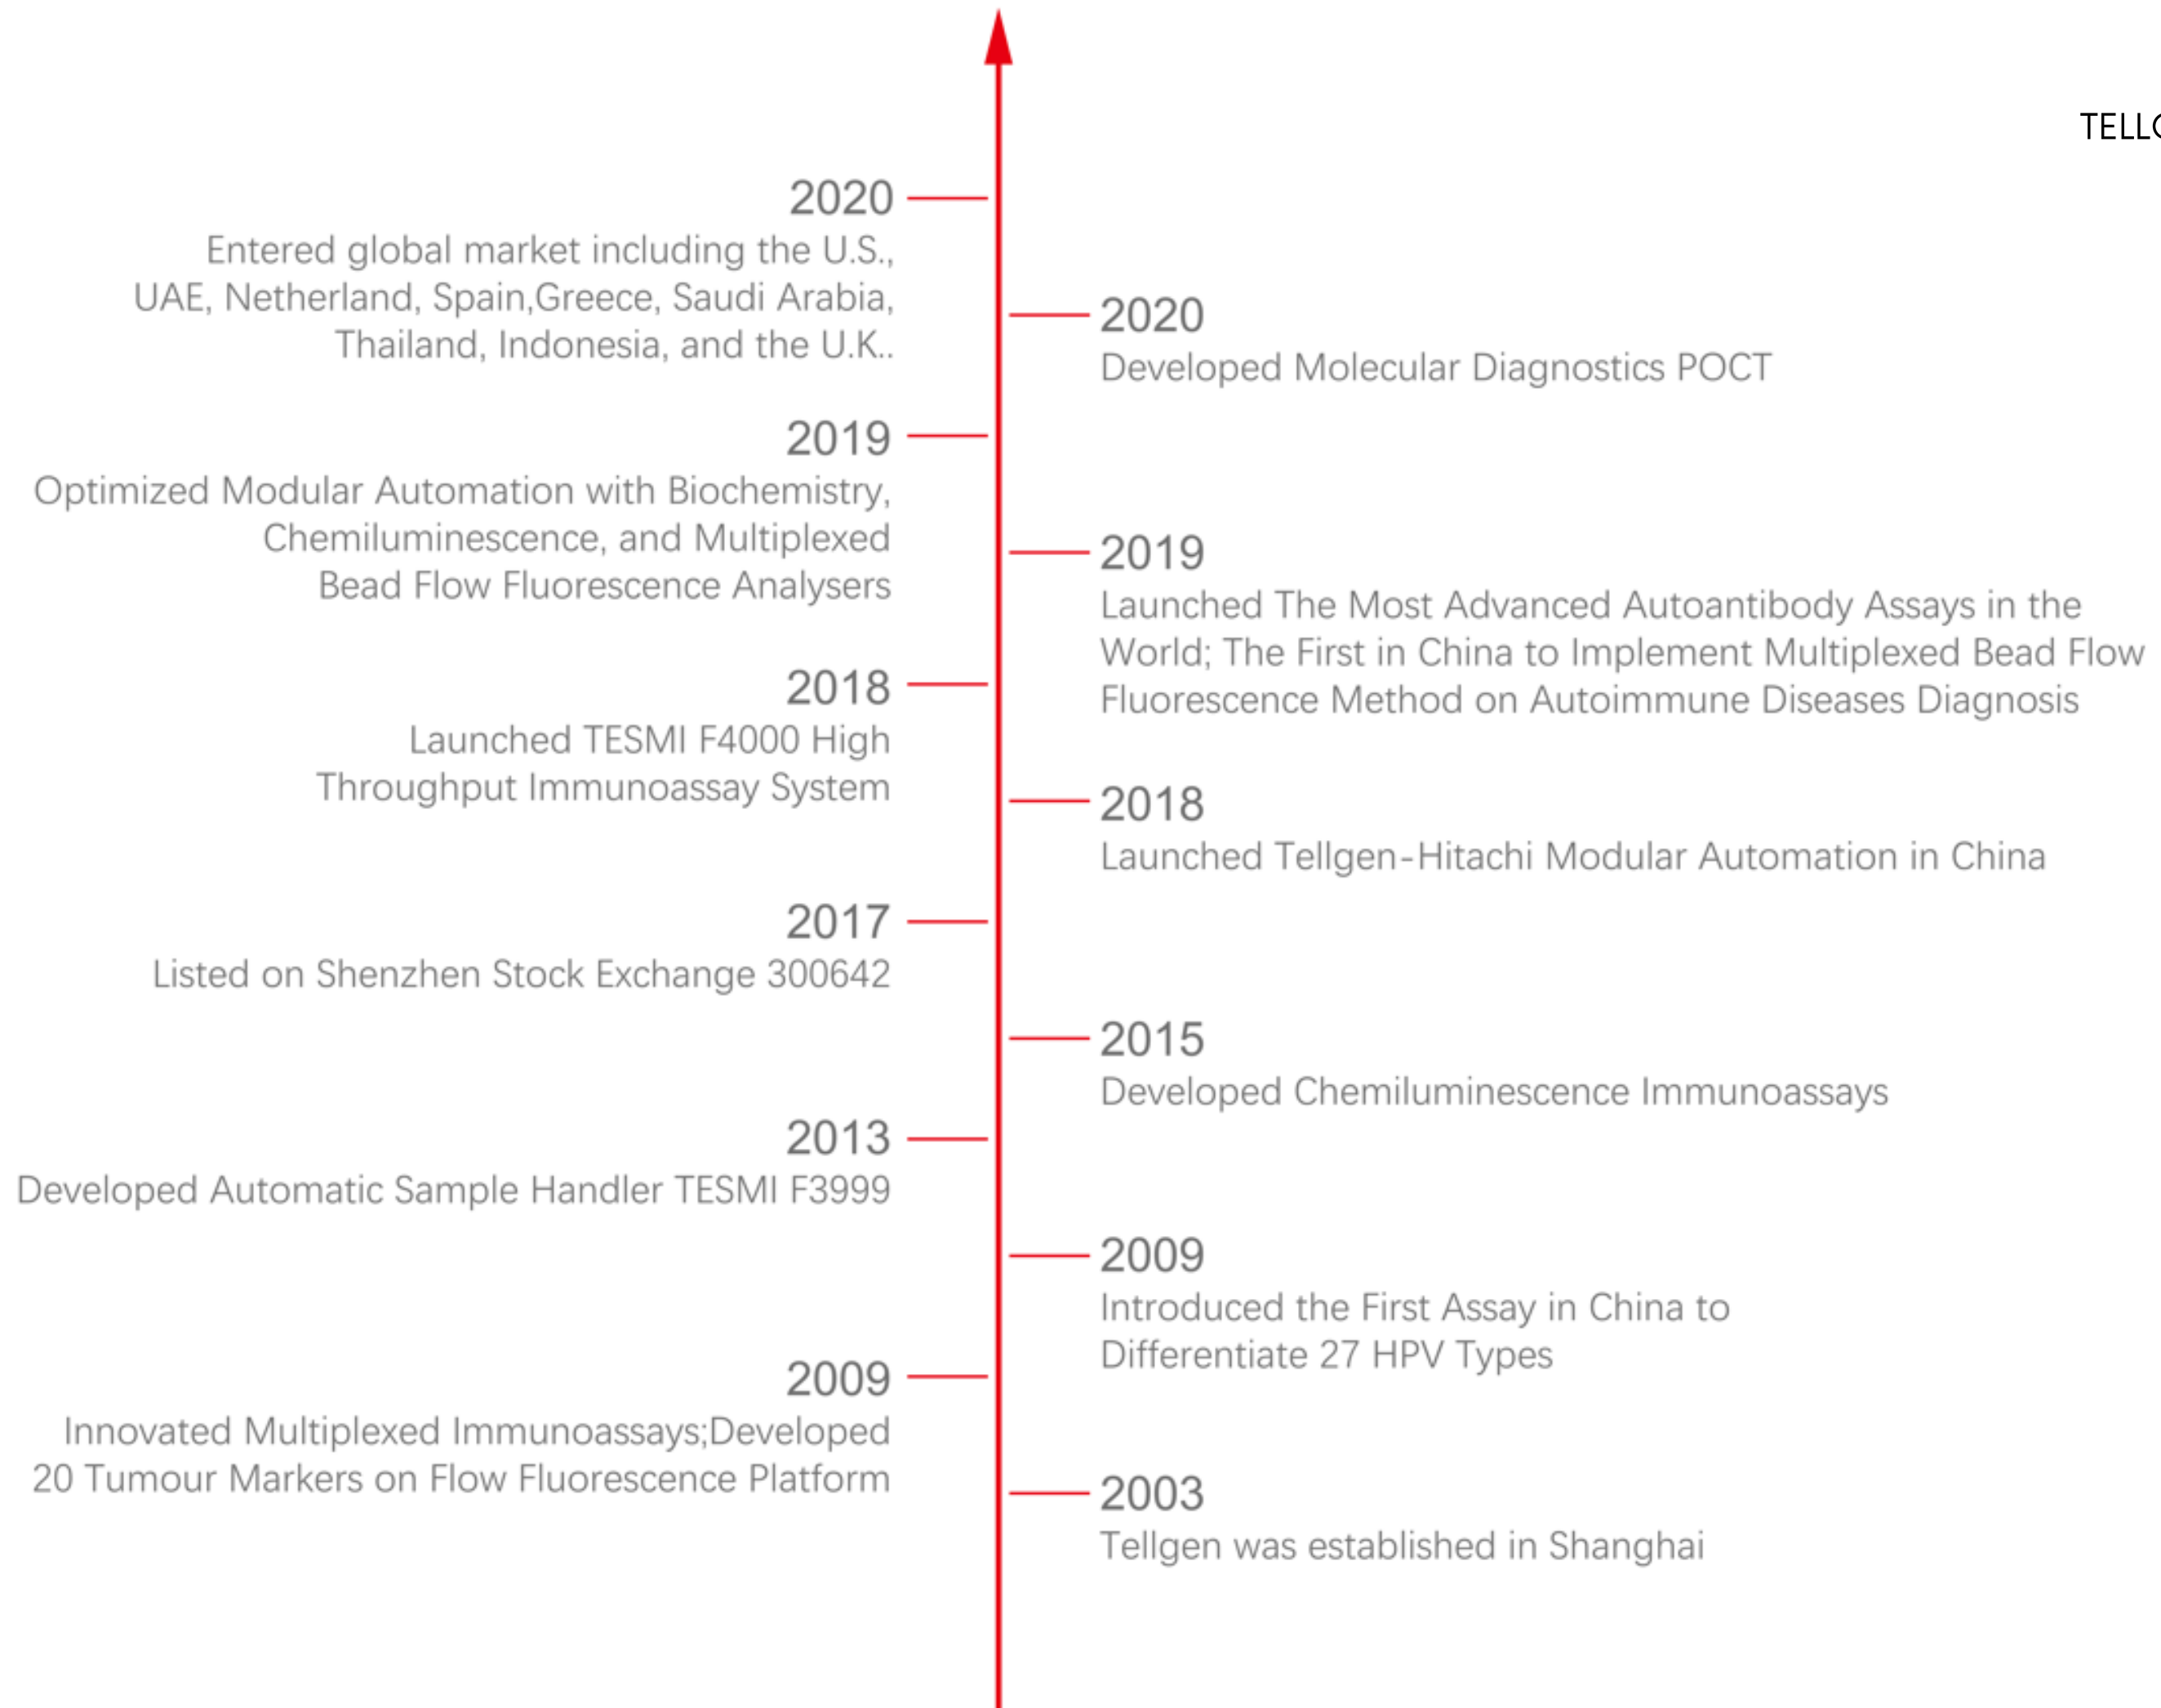 TELL
2020
Entered global market including the U.S.,
UAE, Netherland, Spain,Greece, Saudi Arabia,
Thailand, Indonesia, and the U.K..
2020
Developed Molecular Diagnostics POCT
2019
Optimized Modular Automation with Biochemistry,
Chemiluminescence, and Multiplexed
Bead Flow Fluorescence Analysers
2019
Launched The Most Advanced Autoantibody Assays in the
World; The First in China to Implement Multiplexed Bead Flow
Fluorescence Method on Autoimmune Diseases Diagnosis
2018
Launched TESMI F4000 High
Throughput Immunoassay System
2018
Launched Tellgen-Hitachi Modular Automation in China
2017
Listed on Shenzhen Stock Exchange 300642
2015
Developed Chemiluminescence Immunoassays
2013
Developed Automatic Sample Handler TESMI F3999
2009
Introduced the First Assay in China to
Differentiate 27 HPV Types
2009
Innovated Multiplexed Immunoassays;Developed
20 Tumour Markers on Flow Fluorescence Platform
2003
Tellgen was established in Shanghai